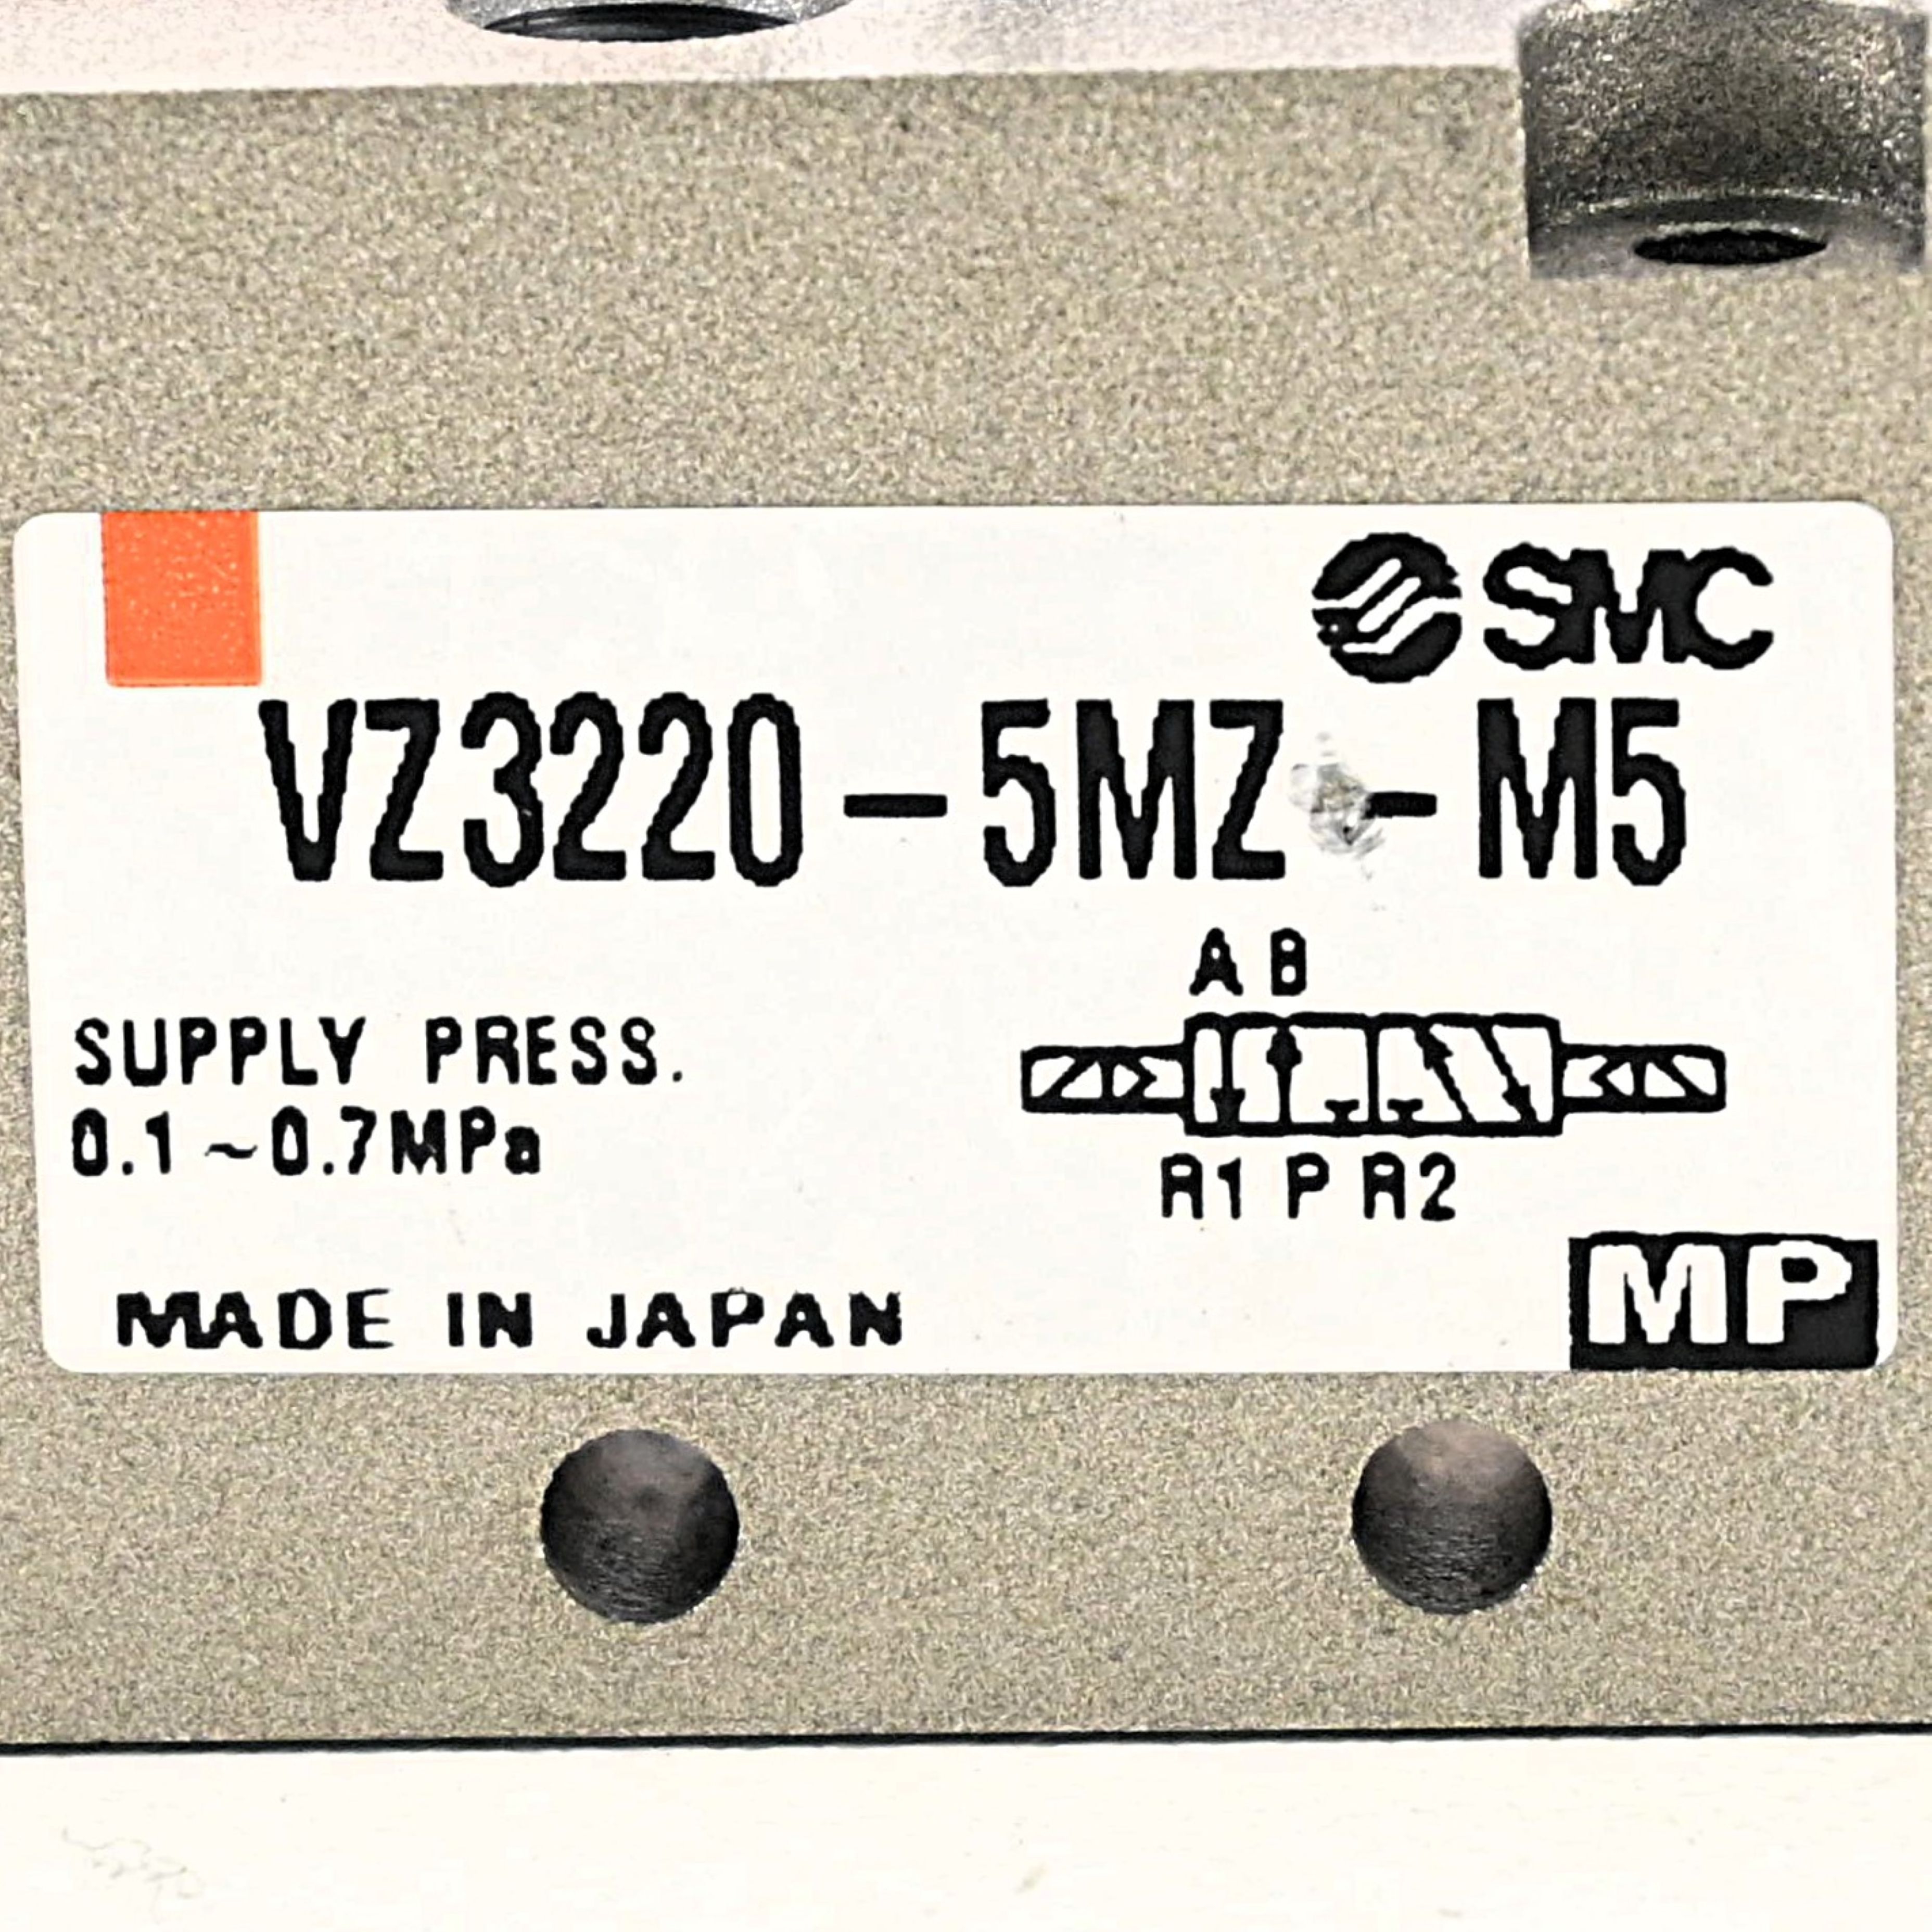 SMC
VZ3220-5MZ-M5
A B
SUPPLY PRESS.
0.1~0.7MPa
R1 P R2
MADE IN JAPAN
MP